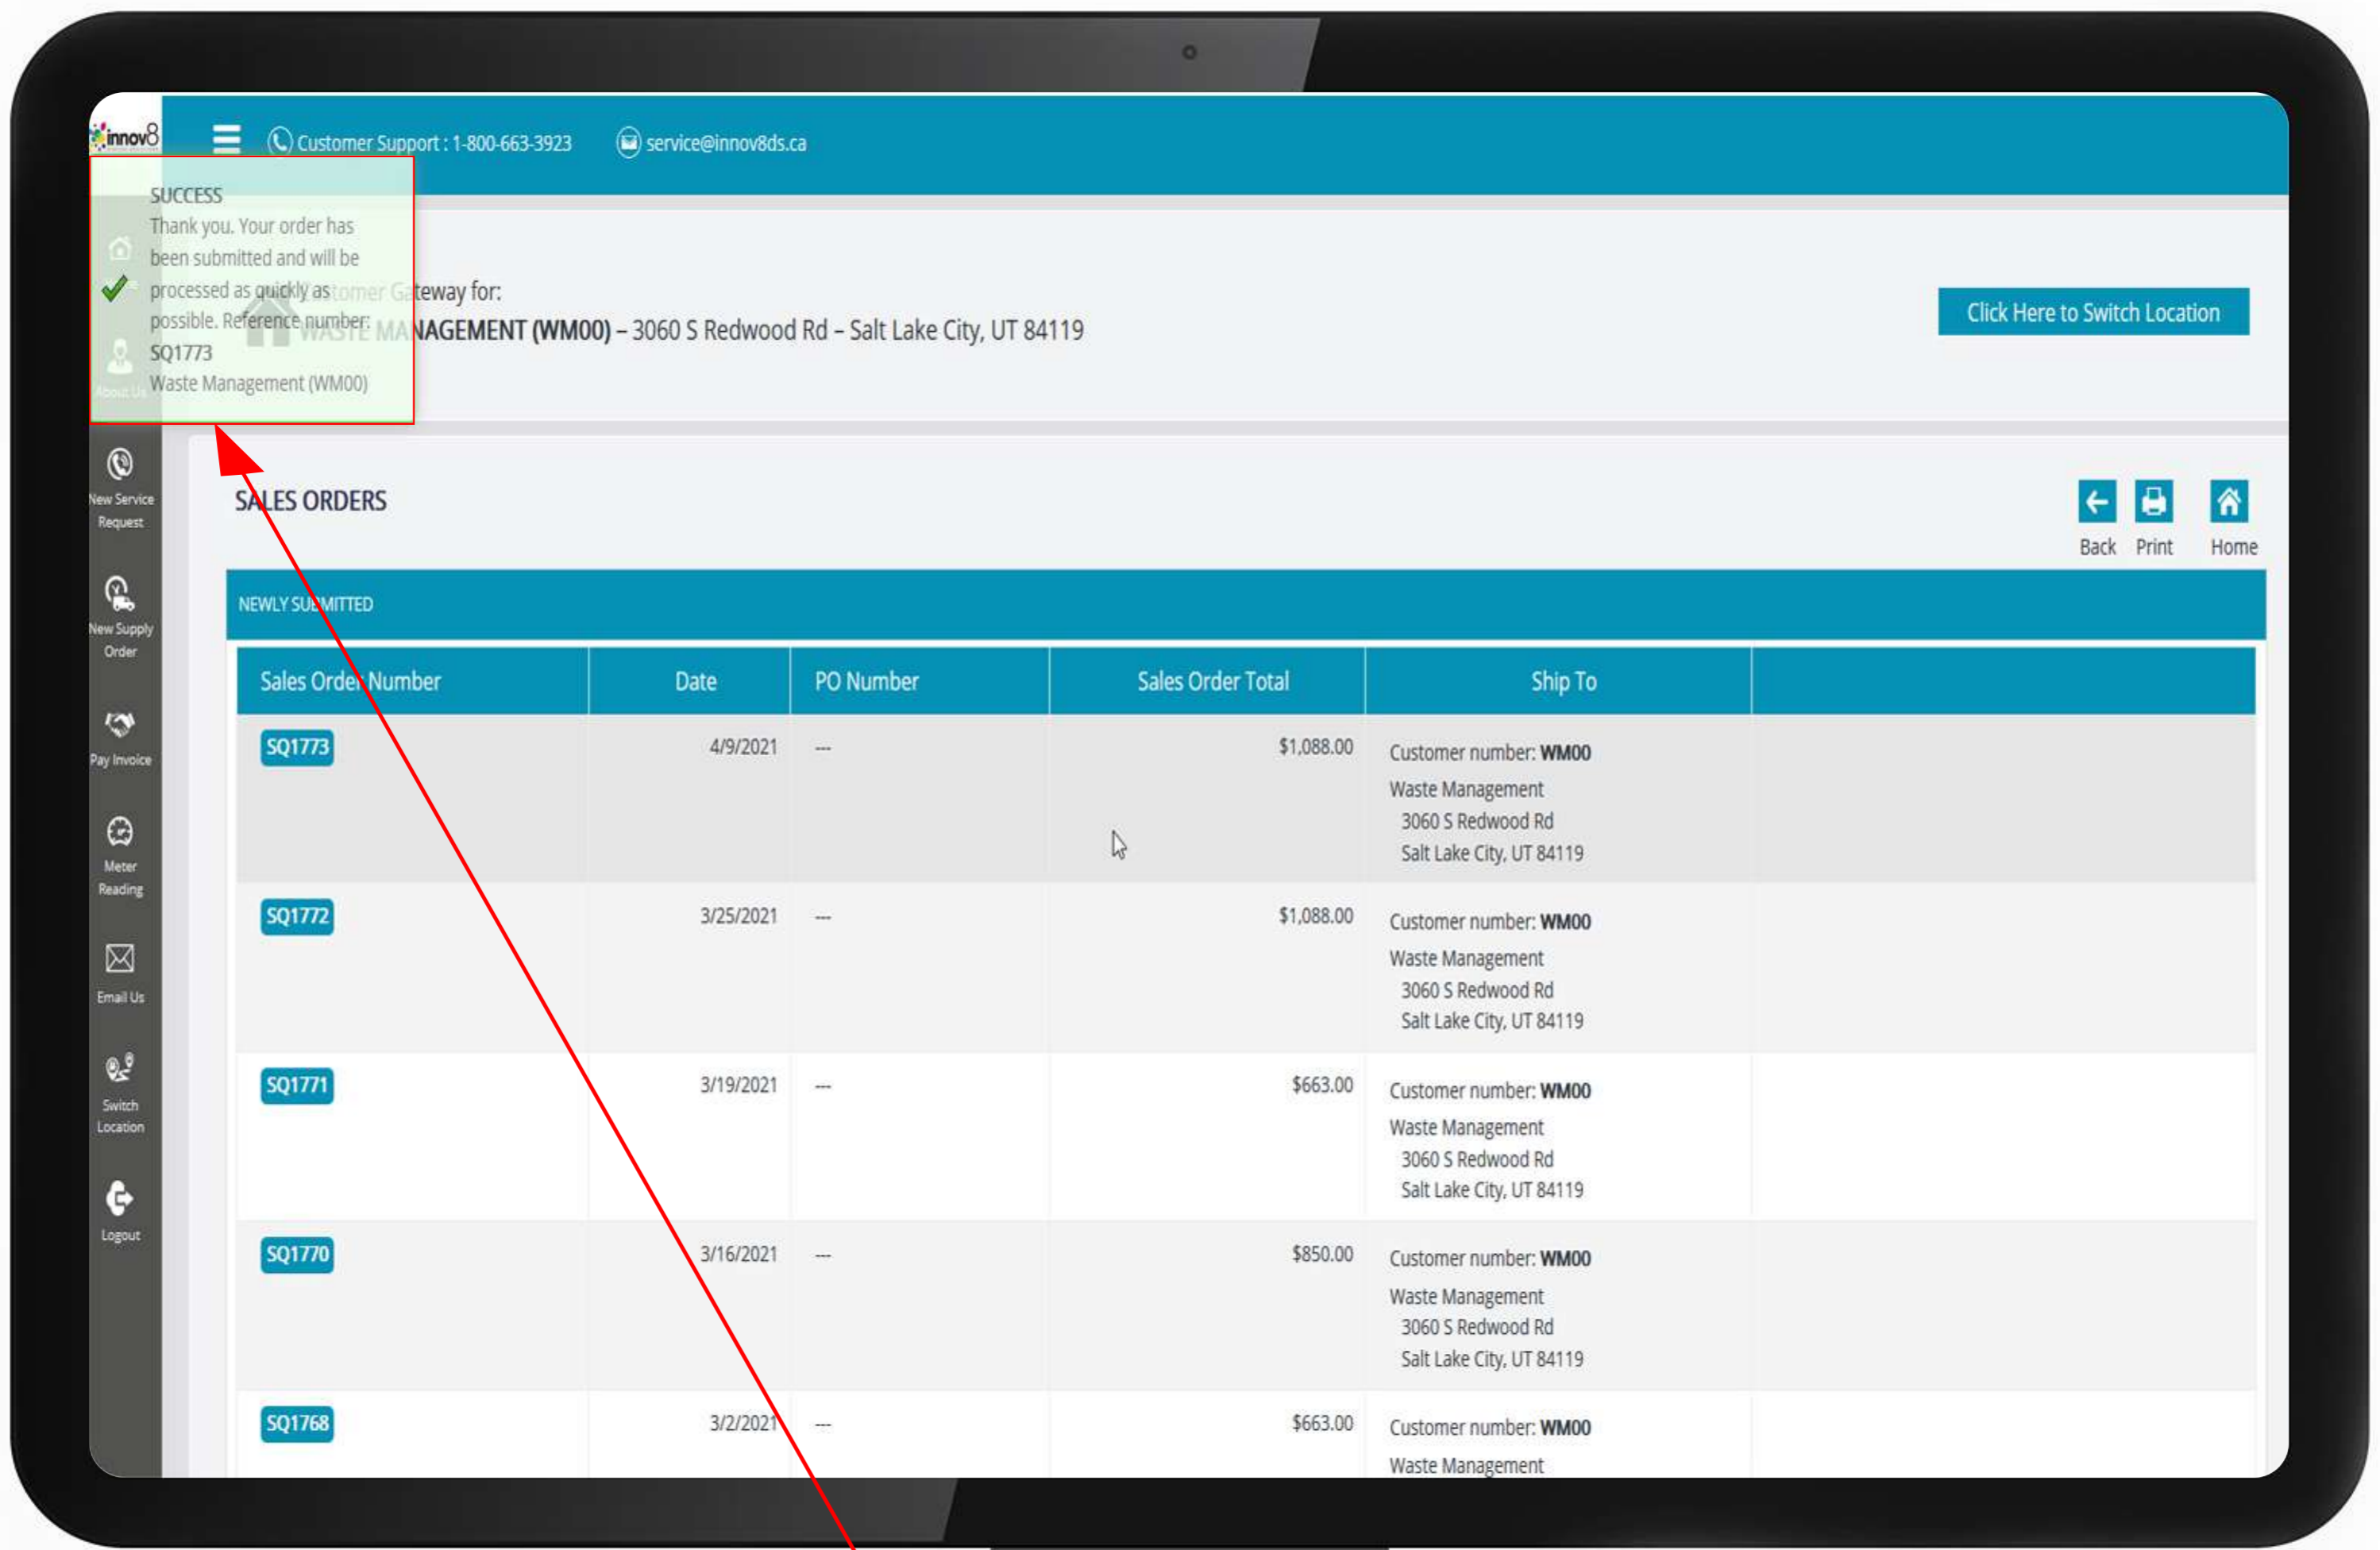 innov8
Customer Support : 1-800-663-3923
service@innov8ds.ca
SUCCESS
Thank you. Your order has
been submitted and will be
processed as quickly as
possible. Reference number:
SQ1773
Waste Management (WM00)
Customer Gateway for:
WASTE MANAGEMENT (WM00) – 3060 S Redwood Rd – Salt Lake City, UT 84119
Click Here to Switch Location
About Us
New Service
Request
New Supply
Order
Pay Invoice
Meter
Reading
Email Us
Switch
Location
Logout
SALES ORDERS
Back Print Home
NEWLY SUBMITTED
Sales Order Number Date PO Number Sales Order Total Ship To
SQ1773 4/9/2021 --- $1,088.00 Customer number: WM00
Waste Management
3060 S Redwood Rd
Salt Lake City, UT 84119
SQ1772 3/25/2021 --- $1,088.00 Customer number: WM00
Waste Management
3060 S Redwood Rd
Salt Lake City, UT 84119
SQ1771 3/19/2021 --- $663.00 Customer number: WM00
Waste Management
3060 S Redwood Rd
Salt Lake City, UT 84119
SQ1770 3/16/2021 --- $850.00 Customer number: WM00
Waste Management
3060 S Redwood Rd
Salt Lake City, UT 84119
SQ1768 3/2/2021 --- $663.00 Customer number: WM00
Waste Management